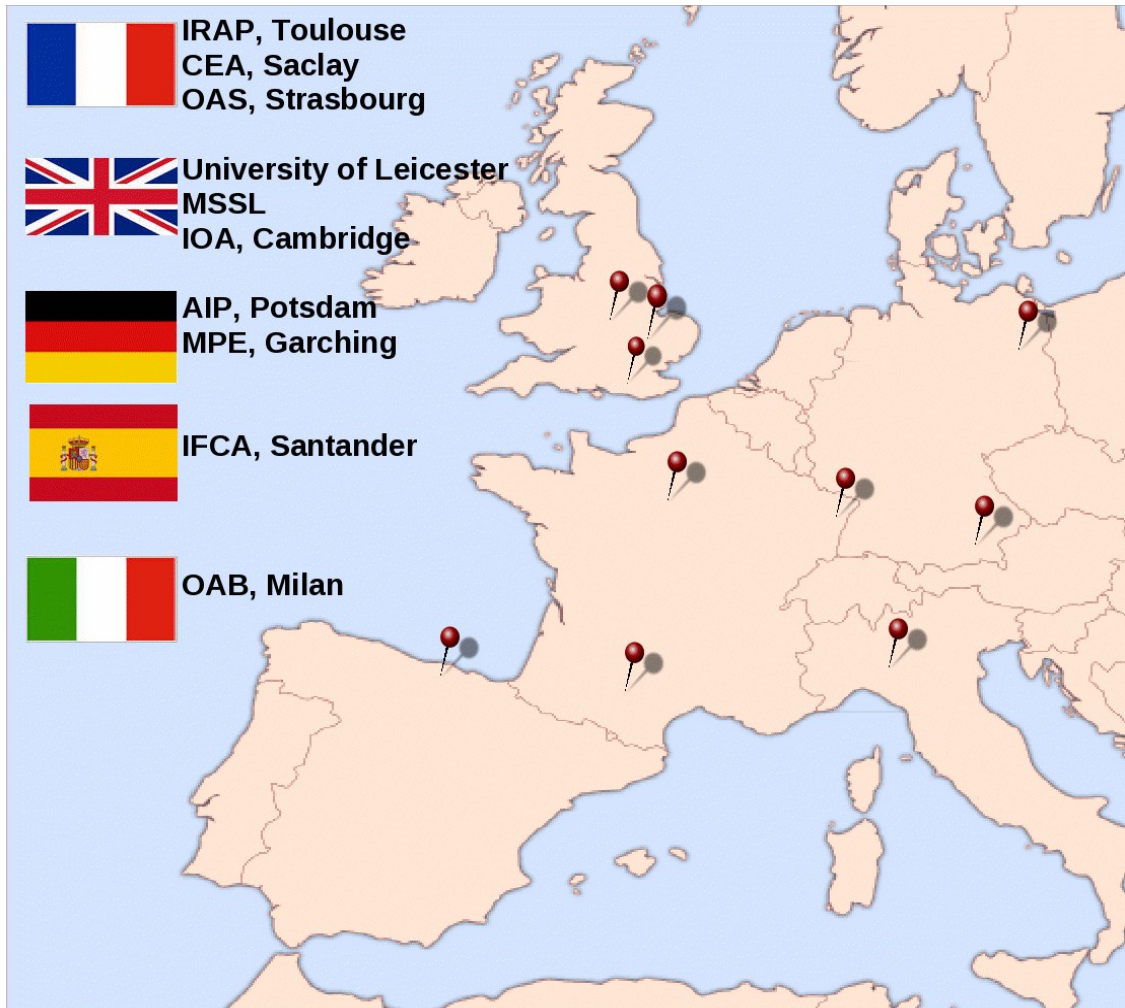 IRAP, Toulouse
CEA, Saclay
OAS, Strasbourg
University of Leicester
MSSL
IOA, Cambridge
AIP, Potsdam
MPE, Garching
IFCA, Santander
OAB, Milan